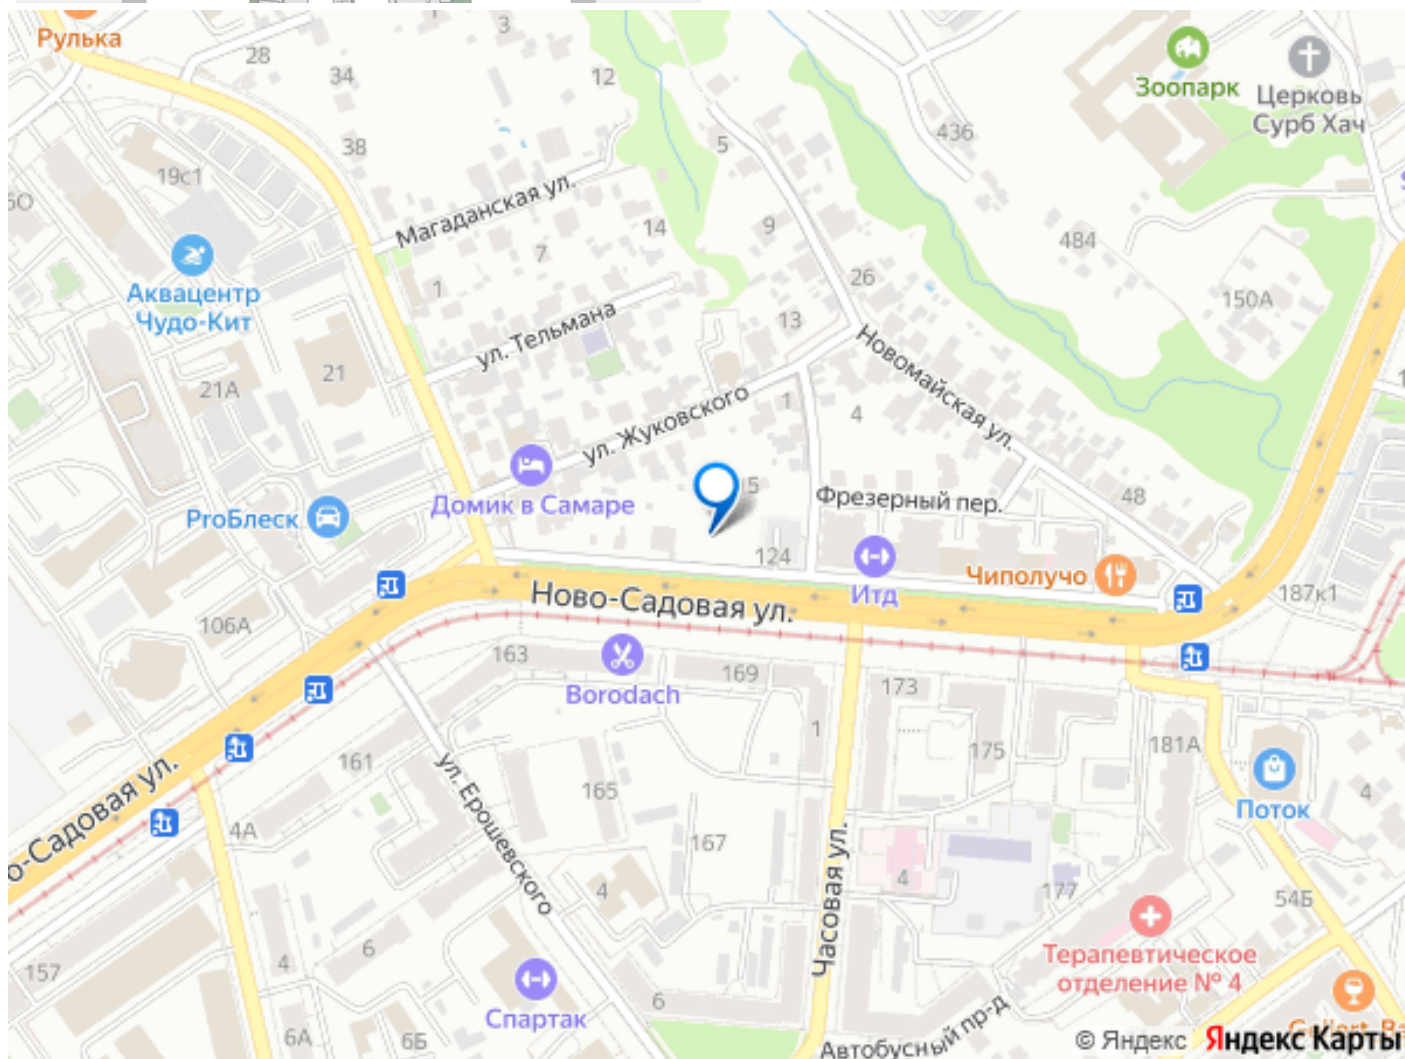 Рулька
28
34
3
12
38
19с1
Зоопарк
Церковь
Сурб Хач
436
5
Магаданская ул.
14
9
7
484
Аквацентр
Чудо-Кит
1
26
150А
ул. Тельмана
13
21
21А
Новомайская ул.
ул. Жуковского
1
4
Домик в Самаре
5
Фрезерный пер.
48
ProБлеск
124
Итд
Чиполучо
Ново-Садовая ул.
187к1
106А
163
Borodach
169
173
1
175
181А
161
ул. Ерошевского
165
Поток
4
о-Садовая ул.
4А
167
Часовая ул.
4
4
177
54Б
157
4
6
Терапевтическое
отделение № 4
Спартак
6
6А
6Б
Автобусный пр-д
© Яндекс
Яндекс Карты